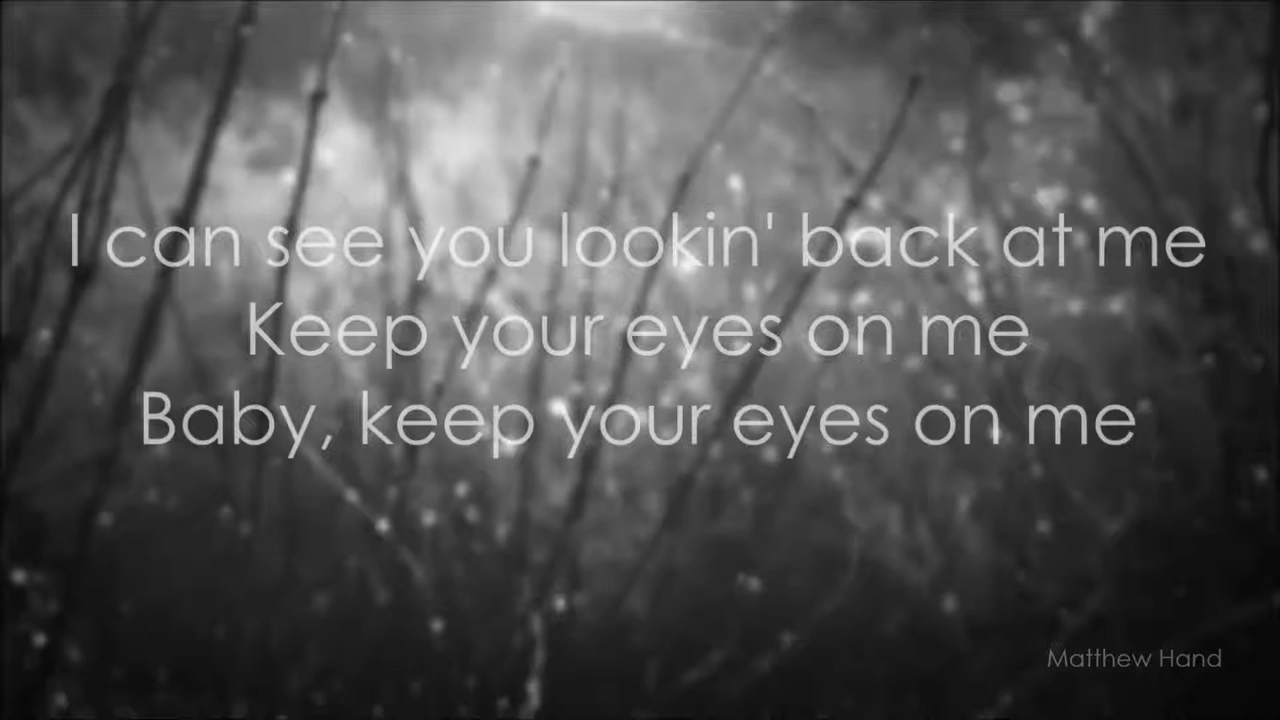 I can see you lookin' back at me
Keep your eyes on me
Baby, keep your eyes on me
Matthew Hand